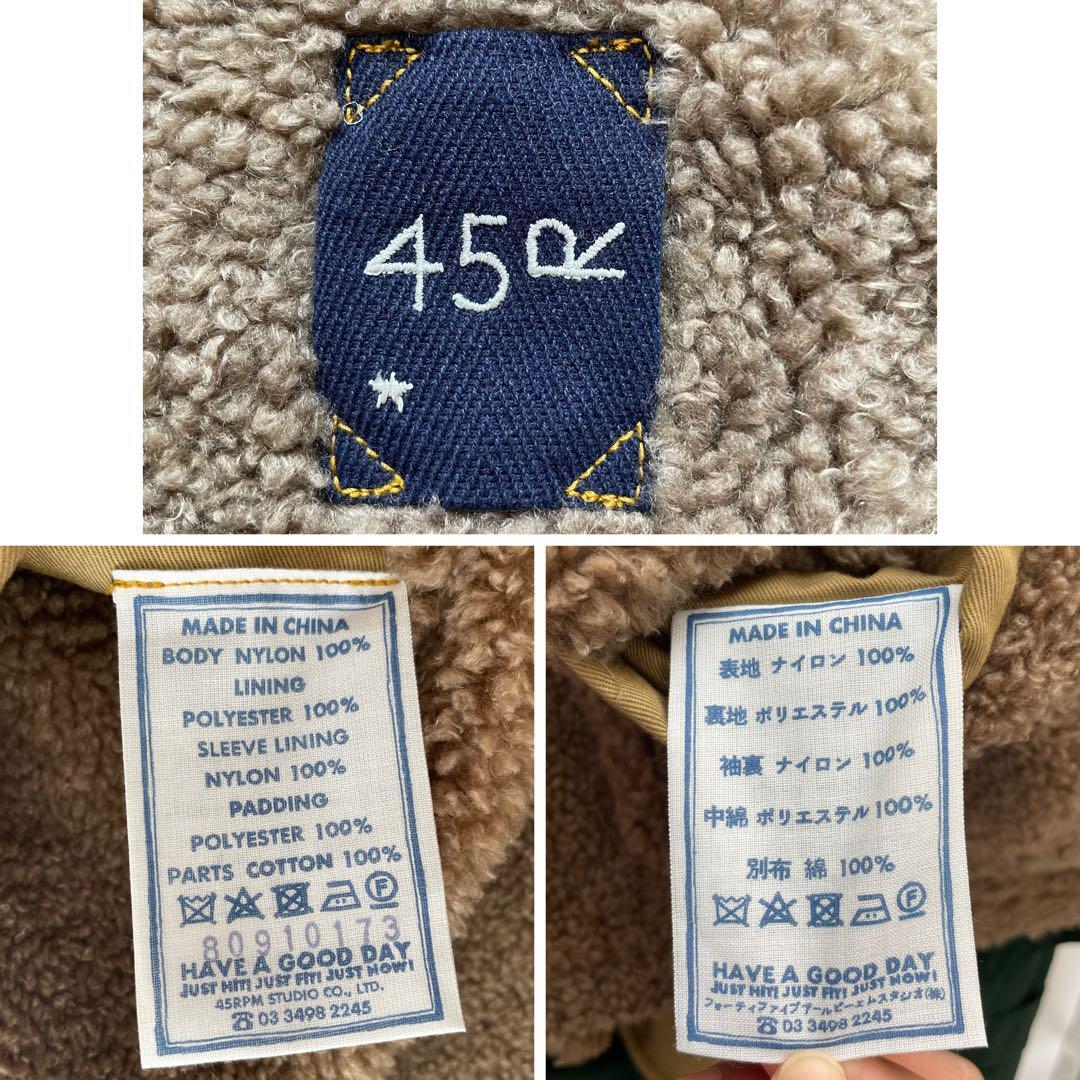 45R
MADE IN CHINA
BODY NYLON 100%
LINING
POLYESTER 100%
SLEEVE LINING
NYLON 100%
PADDING
POLYESTER 100%
PARTS COTTON 100%
F
80910173
HAVE A GOOD DAY
JUST HIT! JUST FIT! JUST NOW!
45RPM STUDIO CO., LTD.
☎ 03 3498 2245
MADE IN CHINA
表地 ナイロン 100%
裏地 ポリエステル 100%
袖裏 ナイロン 100%
中綿 ポリエステル 100%
別布 綿 100%
F
HAVE A GOOD DAY
JUST HIT! JUST FIT! JUST NOW!
フォーティファイブアールピーエムスタジオ(株)
☎ 03 3498 2245